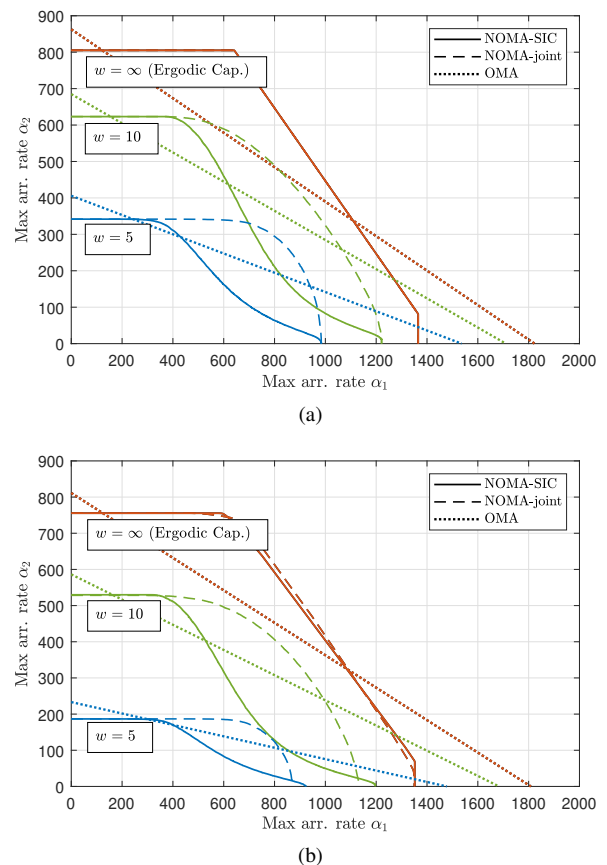 900
800
700
600
500
400
300
200
100
0
Max arr. rate α₂
w = ∞ (Ergodic Cap.)
w = 10
w = 5
NOMA-SIC
NOMA-joint
OMA
0 200 400 600 800 1000 1200 1400 1600 1800 2000
Max arr. rate α₁
(a)
900
800
700
600
500
400
300
200
100
0
Max arr. rate α₂
w = ∞ (Ergodic Cap.)
w = 10
w = 5
NOMA-SIC
NOMA-joint
OMA
0 200 400 600 800 1000 1200 1400 1600 1800 2000
Max arr. rate α₁
(b)